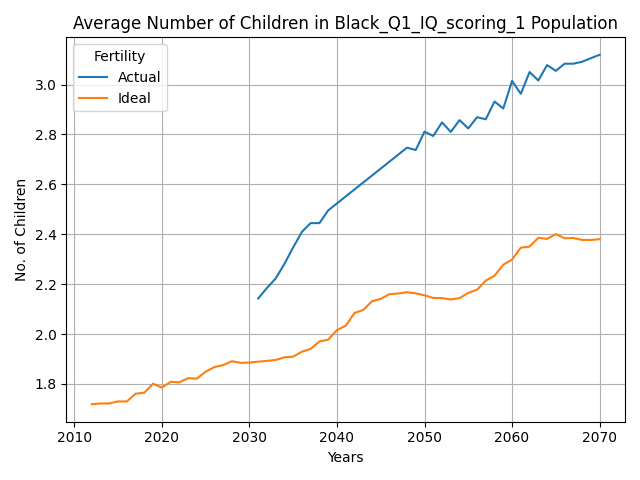 Average Number of Children in Black_Q1_IQ_scoring_1 Population
Fertility
Actual
Ideal
No. of Children
3.0
2.8
2.6
2.4
2.2
2.0
1.8
2010 2020 2030 2040 2050 2060 2070
Years